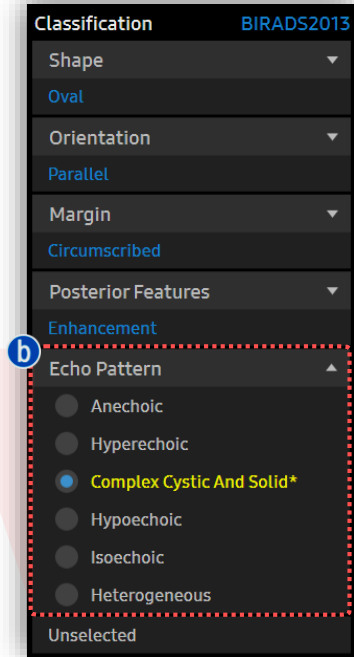 Classification BIRADS2013
Shape
Oval
Orientation
Parallel
Margin
Circumscribed
Posterior Features
Enhancement
b
Echo Pattern
Anechoic
Hyperechoic
Complex Cystic And Solid*
Hypoechoic
Isoechoic
Heterogeneous
Unselected